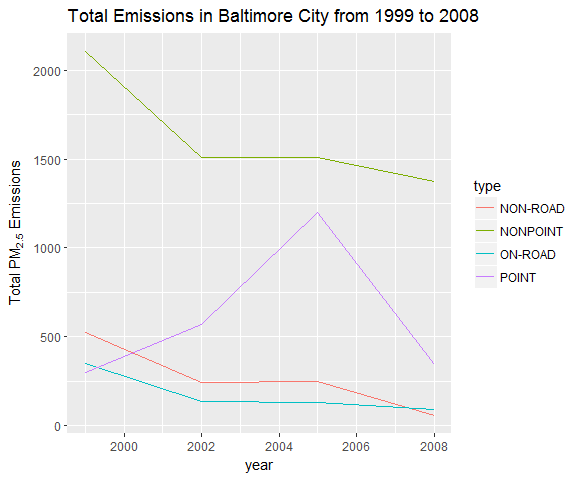 Total Emissions in Baltimore City from 1999 to 2008
Total PM2.5 Emissions
2000
1500
1000
500
0
2000 2002 2004 2006 2008
year
type
NON-ROAD
NONPOINT
ON-ROAD
POINT